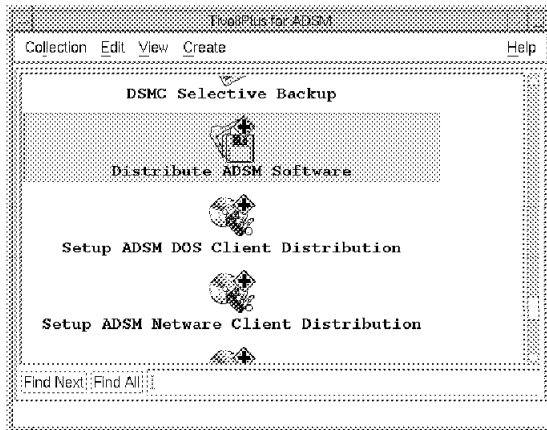 TivoliPlus for ADSM
Collection Edit View Create Help
DSMC Selective Backup
Distribute ADSM Software
Setup ADSM DOS Client Distribution
Setup ADSM Netware Client Distribution
Find Next Find All